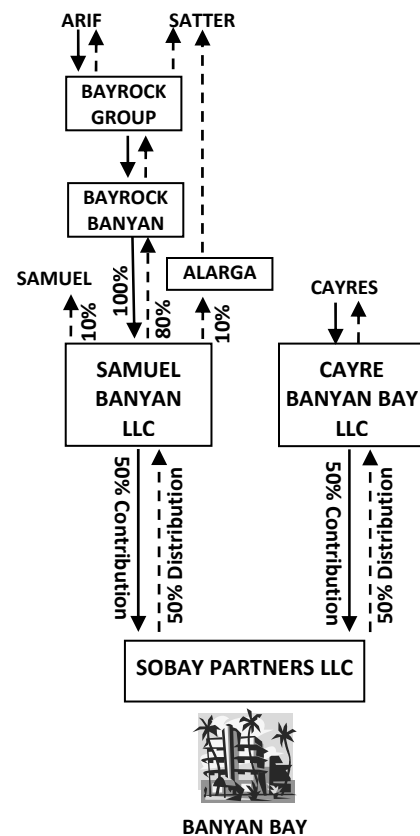 ARIF
SATTER
BAYROCK
GROUP
BAYROCK
BANYAN
SAMUEL
10%
100%
80%
ALARGA
10%
CAYRES
SAMUEL
BANYAN
LLC
CAYRE
BANYAN BAY
LLC
50% Contribution
50% Distribution
50% Contribution
50% Distribution
SOBAY PARTNERS LLC
BANYAN BAY